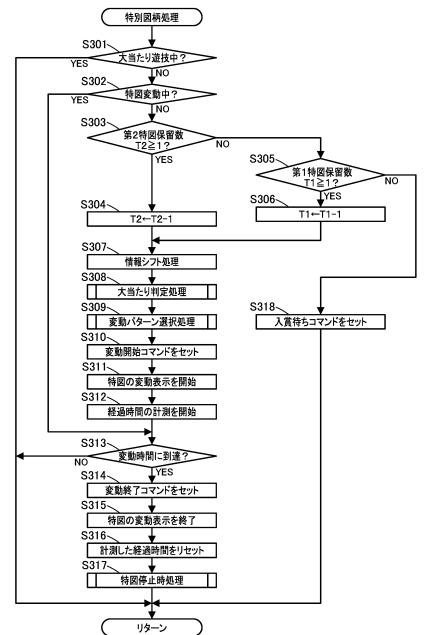 特別図柄処理
S301
大当たり遊技中?
YES
NO
S302
特図変動中?
YES
NO
S303
第2特図保留数
T2≧1?
NO
YES
S305
第1特図保留数
T1≧1?
NO
YES
S304
T2←T2-1
S306
T1←T1-1
S307
情報シフト処理
S308
大当たり判定処理
S309
変動パターン選択処理
S310
変動開始コマンドをセット
S318
入賞待ちコマンドをセット
S311
特図の変動表示を開始
S312
経過時間の計測を開始
S313
変動時間に到達?
NO
YES
S314
変動終了コマンドをセット
S315
特図の変動表示を終了
S316
計測した経過時間をリセット
S317
特図停止時処理
リターン